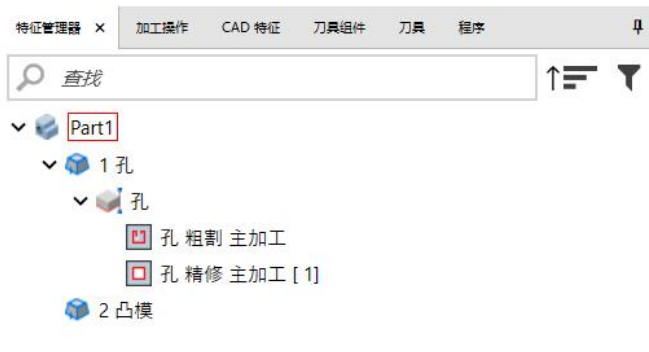 特征管理器 × 加工操作 CAD 特征 刀具组件 刀具 程序
查找
Part1
1 孔
孔
孔 粗割 主加工
孔 精修 主加工 [ 1]
2 凸模